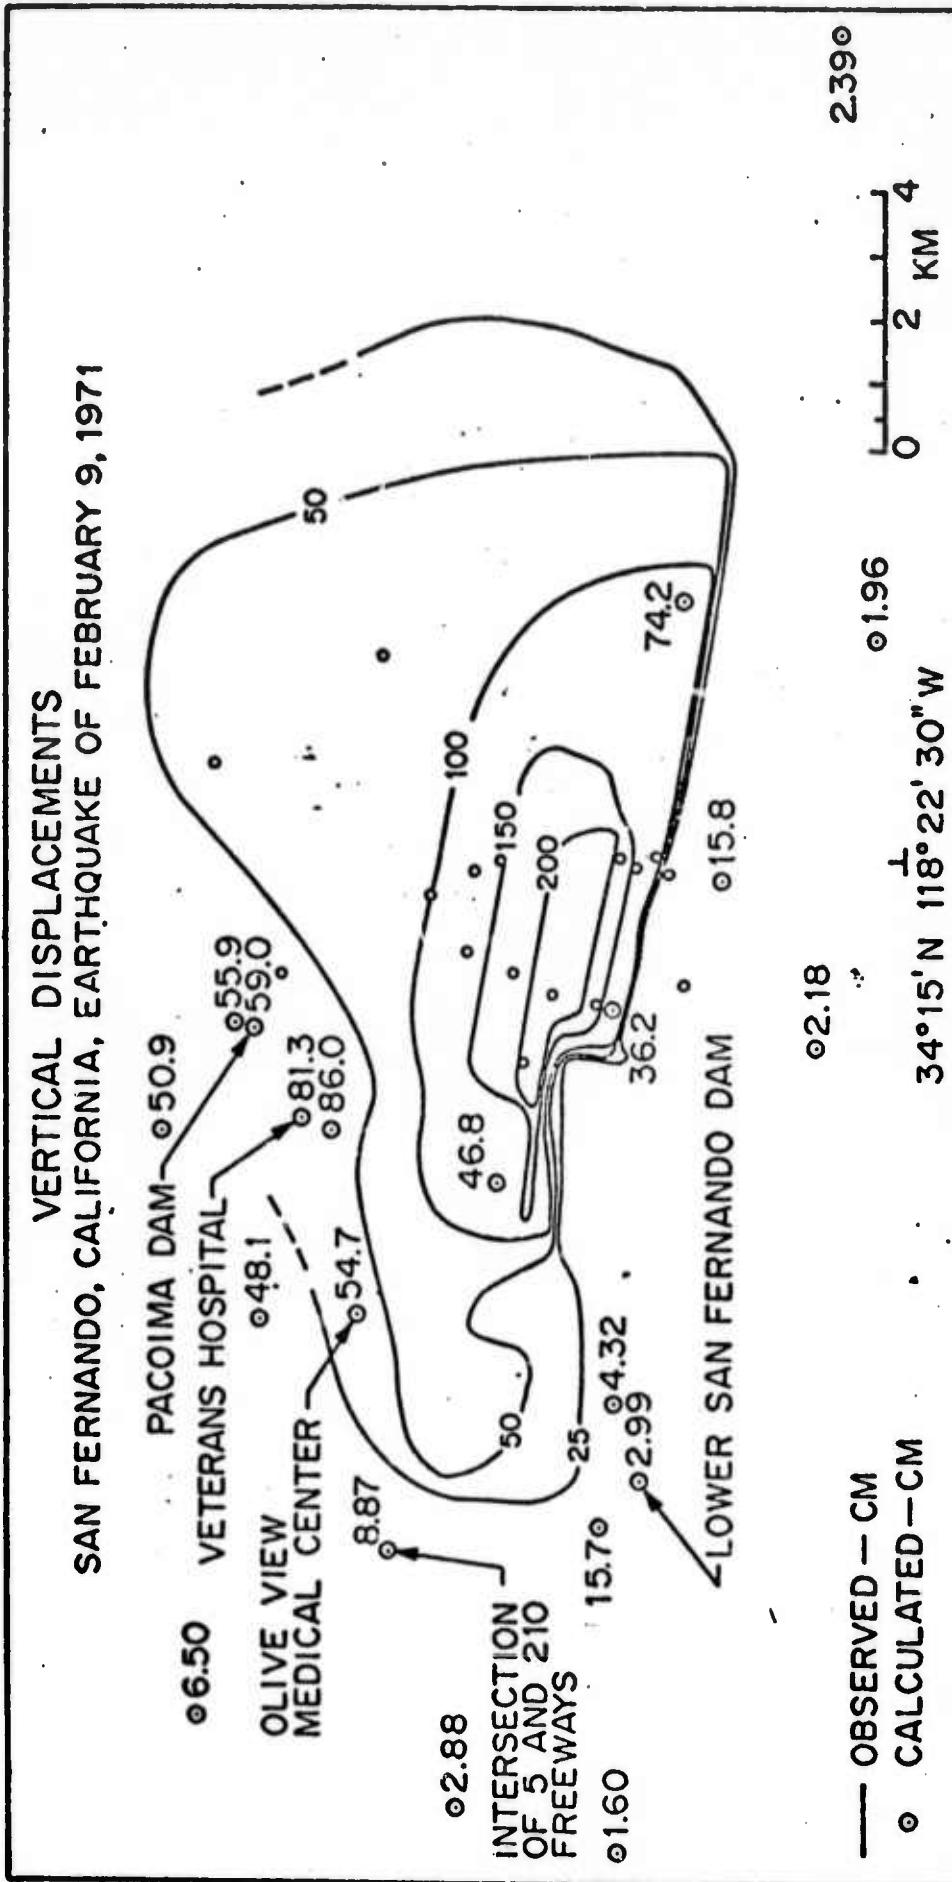 VERTICAL DISPLACEMENTS
SAN FERNANDO, CALIFORNIA, EARTHQUAKE OF FEBRUARY 9, 1971
6.50
PACOIMA DAM
50.9
55.9
59.0
VETERANS HOSPITAL
81.3
86.0
48.1
OLIVE VIEW
MEDICAL CENTER
54.7
8.87
50
100
150
200
46.8
2.88
INTERSECTION
OF 5 AND 210
FREEWAYS
50
25
1.60
15.7
4.32
2.99
36.2
74.2
LOWER SAN FERNANDO DAM
15.8
2.18
1.96
2.39
OBSERVED—CM
CALCULATED—CM
34°15'N 118°22'30"W
0 2 4
KM